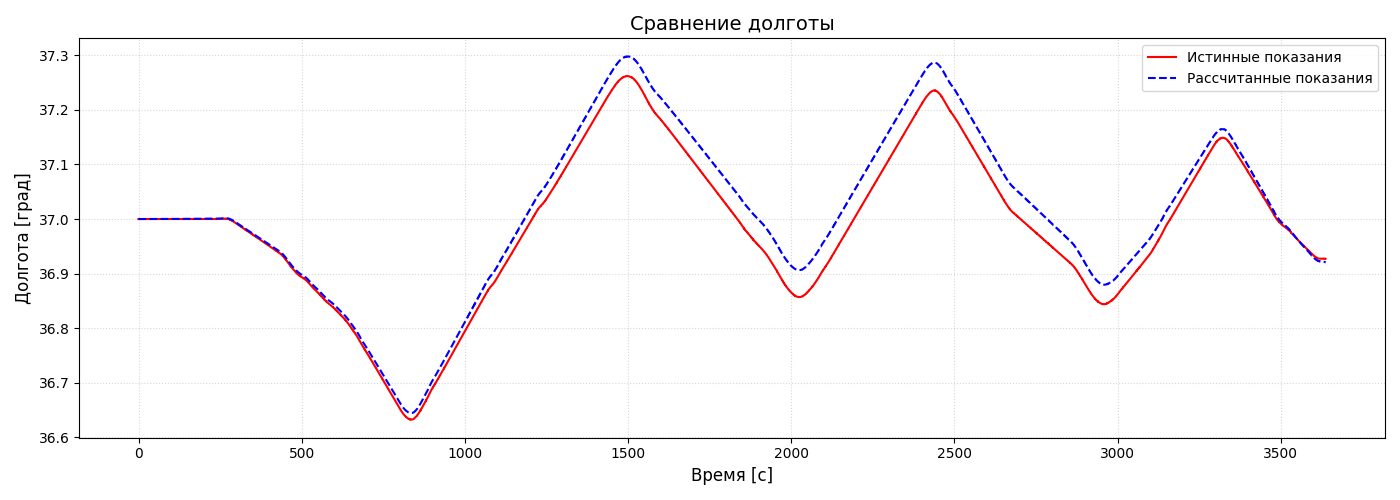 Сравнение долготы
Истинные показания
Рассчитанные показания
Долгота [град]
37.3
37.2
37.1
37.0
36.9
36.8
36.7
36.6
0 500 1000 1500 2000 2500 3000 3500
Время [с]